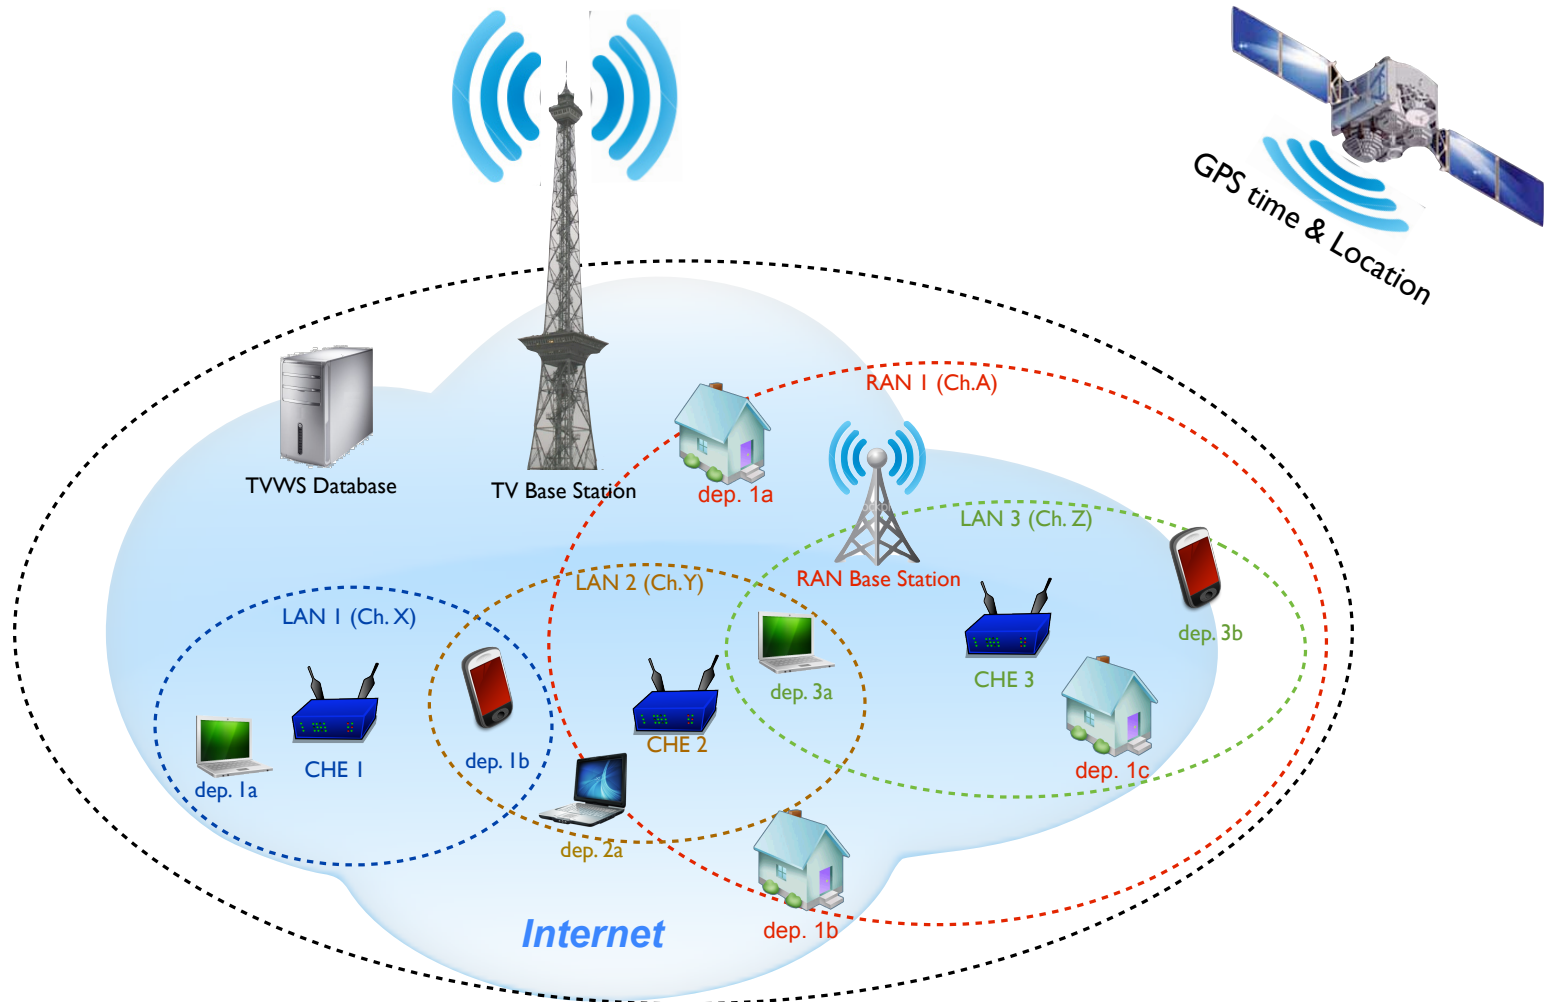 GPS time & Location
RAN 1 (Ch.A)
TVWS Database
TV Base Station
dep. 1a
LAN 3 (Ch. Z)
RAN Base Station
LAN 2 (Ch.Y)
LAN 1 (Ch. X)
dep. 3b
CHE 3
dep. 3a
CHE 2
dep. 1b
CHE 1
dep. 1c
dep. 1a
dep. 2a
dep. 1b
Internet